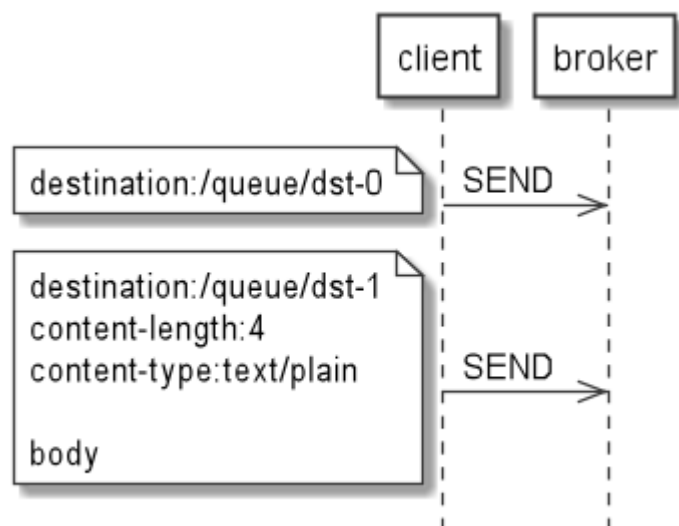 client
broker
destination:/queue/dst-0
SEND
destination:/queue/dst-1
content-length:4
content-type:text/plain
SEND
body